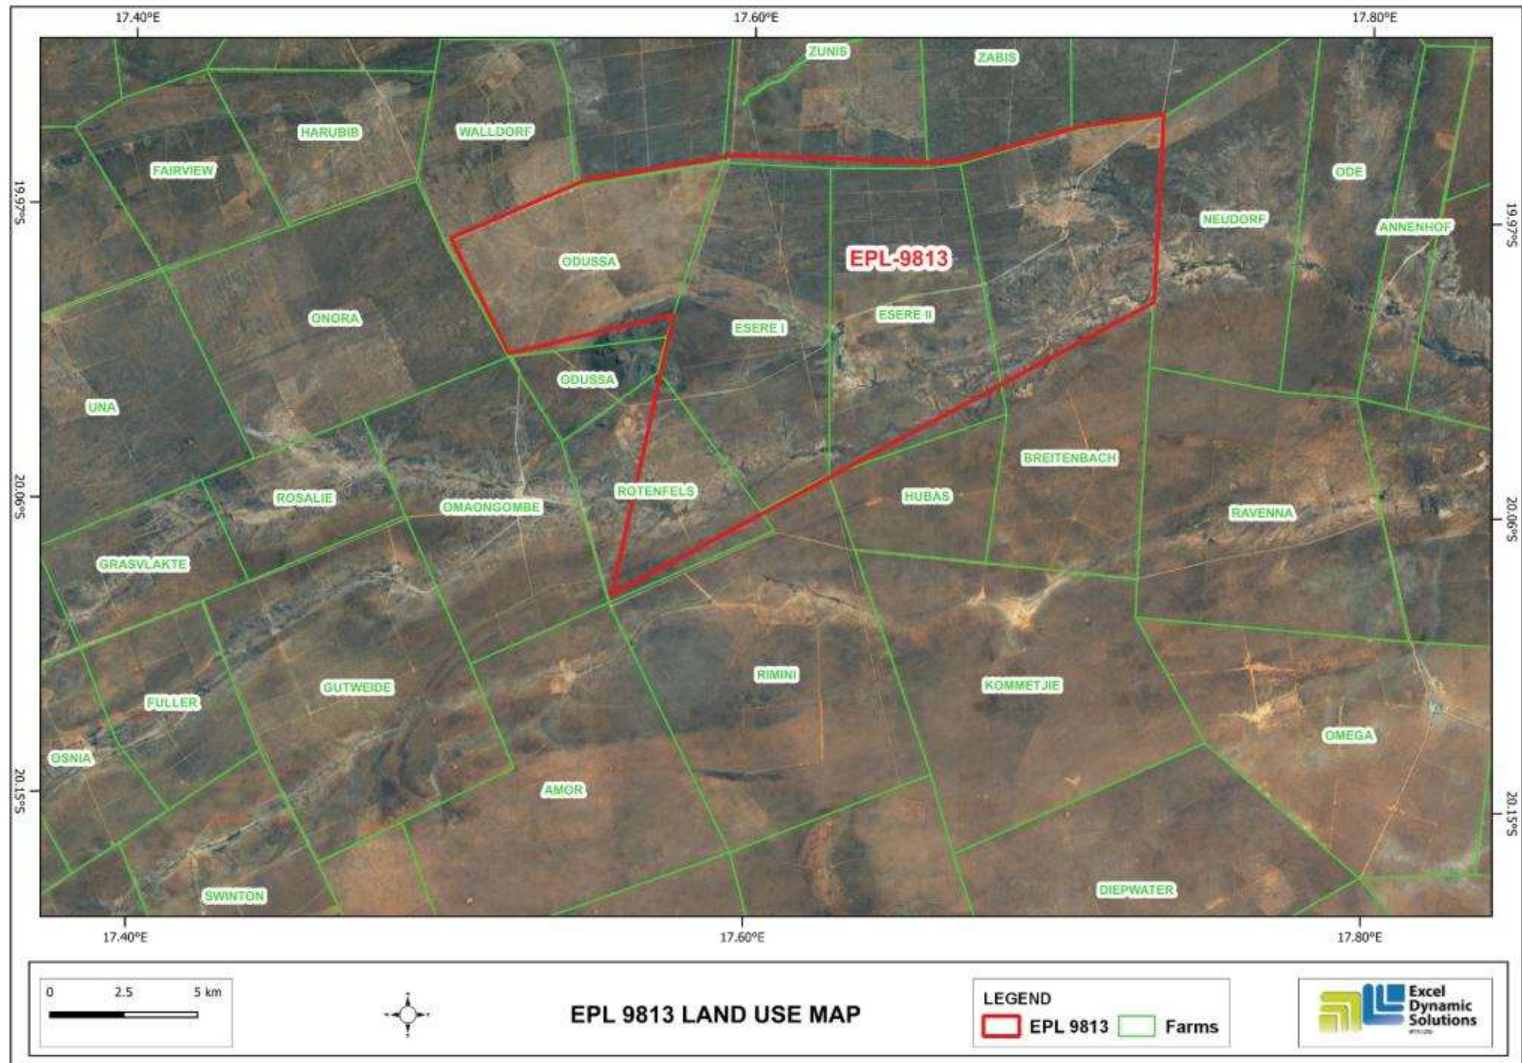 17.40°E
17.60°E
17.80°E
ZUNIS
ZABIS
HARUBIB
WALLDORF
FAIRVIEW
ODE
19.97°S
NEUDORF
19.97°S
ANNENHOF
ODUSSA
EPL-9813
ONORA
ESERE I
ESERE II
ODUSSA
UNA
BREITENBACH
20.06°S
ROSALIE
OMAONGOMBE
ROTENFELS
HUBAS
RAVENNA
20.06°S
GRASVLAKTE
RIMINI
KOMMETJIE
GUTWEIDE
FULLER
OMEGA
OSNIA
20.15°S
AMOR
20.15°S
SWINTON
DIEPWATER
17.40°E
17.60°E
17.80°E
0 2.5 5 km
EPL 9813 LAND USE MAP
LEGEND
EPL 9813 Farms
Excel
Dynamic
Solutions